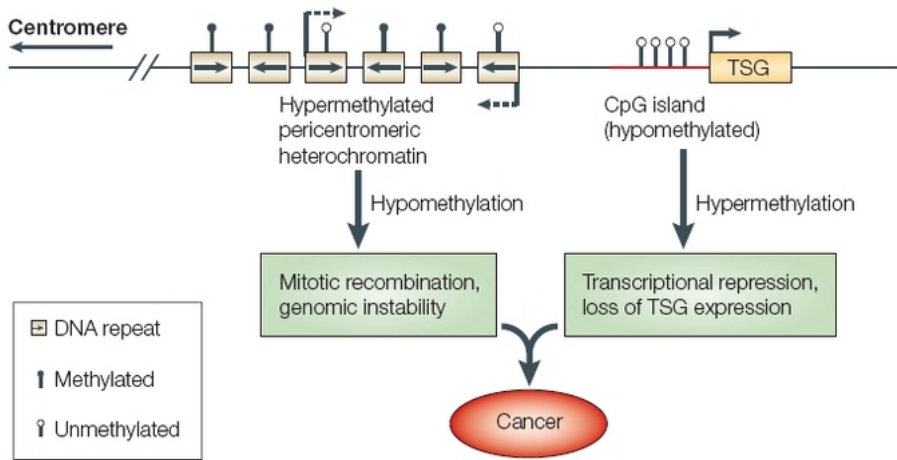 Centromere
TSG
Hypermethylated
pericentromeric
heterochromatin
CpG island
(hypomethylated)
Hypomethylation
Hypermethylation
Mitotic recombination,
genomic instability
Transcriptional repression,
loss of TSG expression
DNA repeat
Methylated
Unmethylated
Cancer